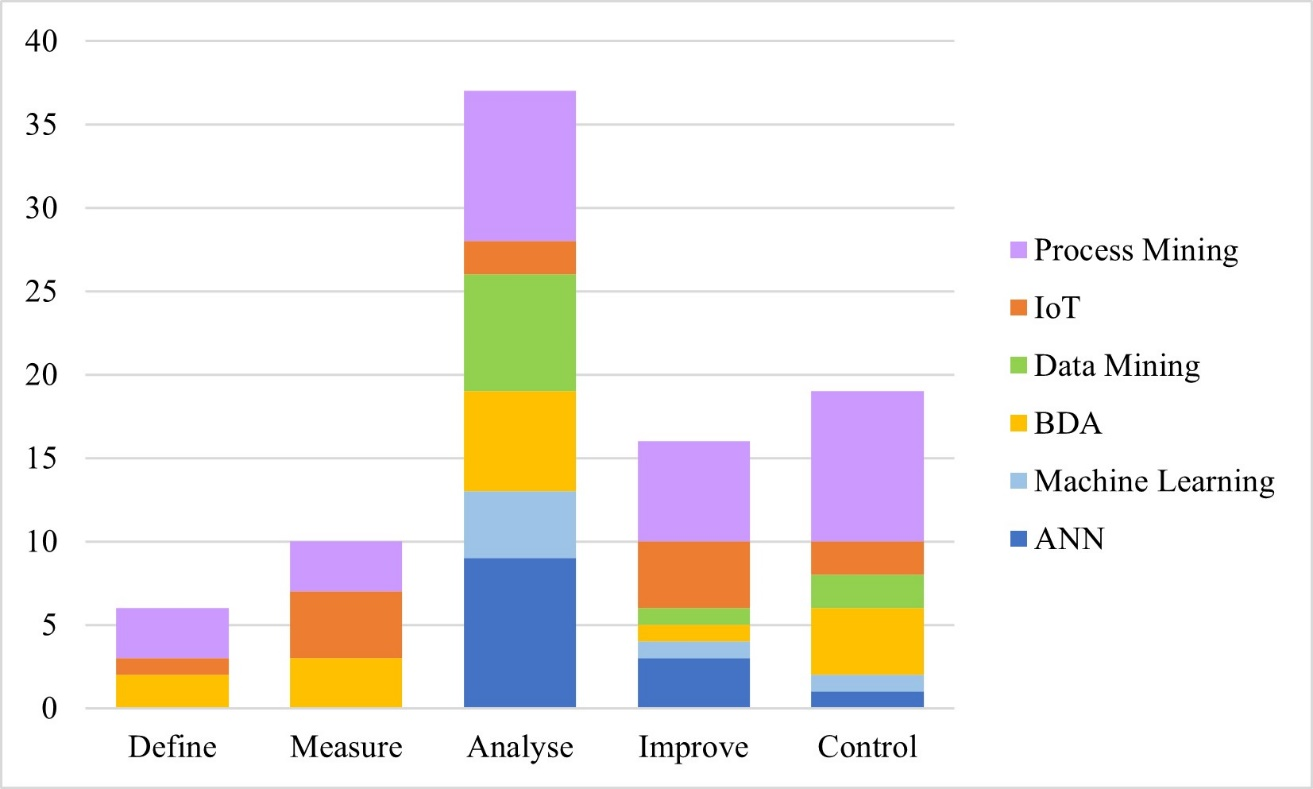 40
35
30
25
20
15
10
5
0
Define Measure Analyse Improve Control
Process Mining
IoT
Data Mining
BDA
Machine Learning
ANN